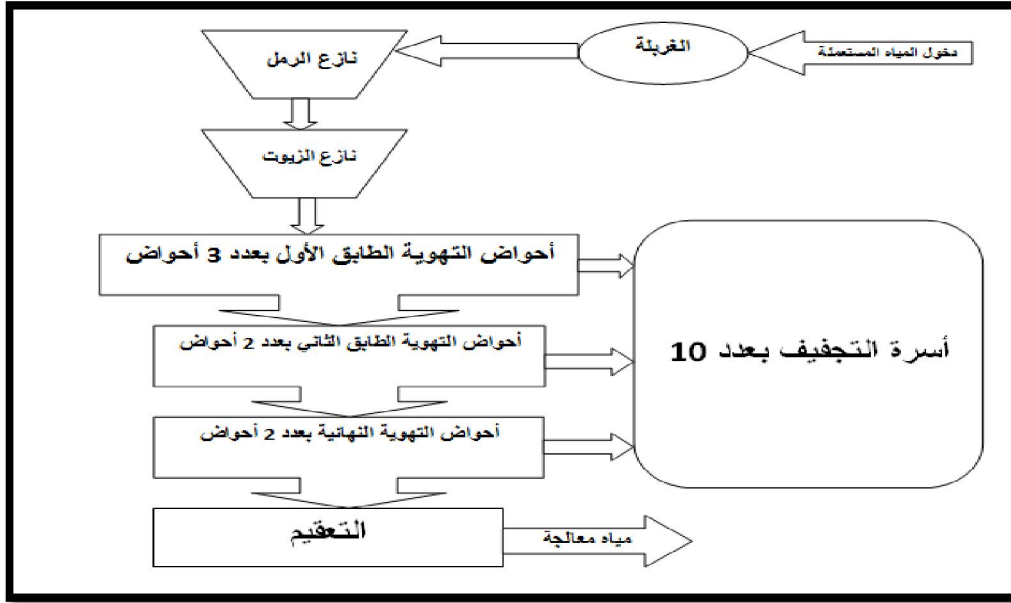 دخول المياه المستعملة
الغربلة
نازع الرمل
نازع الزيوت
أحواض التهوية الطابق الأول بعدد 3 أحواض
أحواض التهوية الطابق الثاني بعدد 2 أحواض
أحواض التهوية النهائية بعدد 2 أحواض
أسرة التجفيف بعدد 10
التعقيم
مياه معالجة